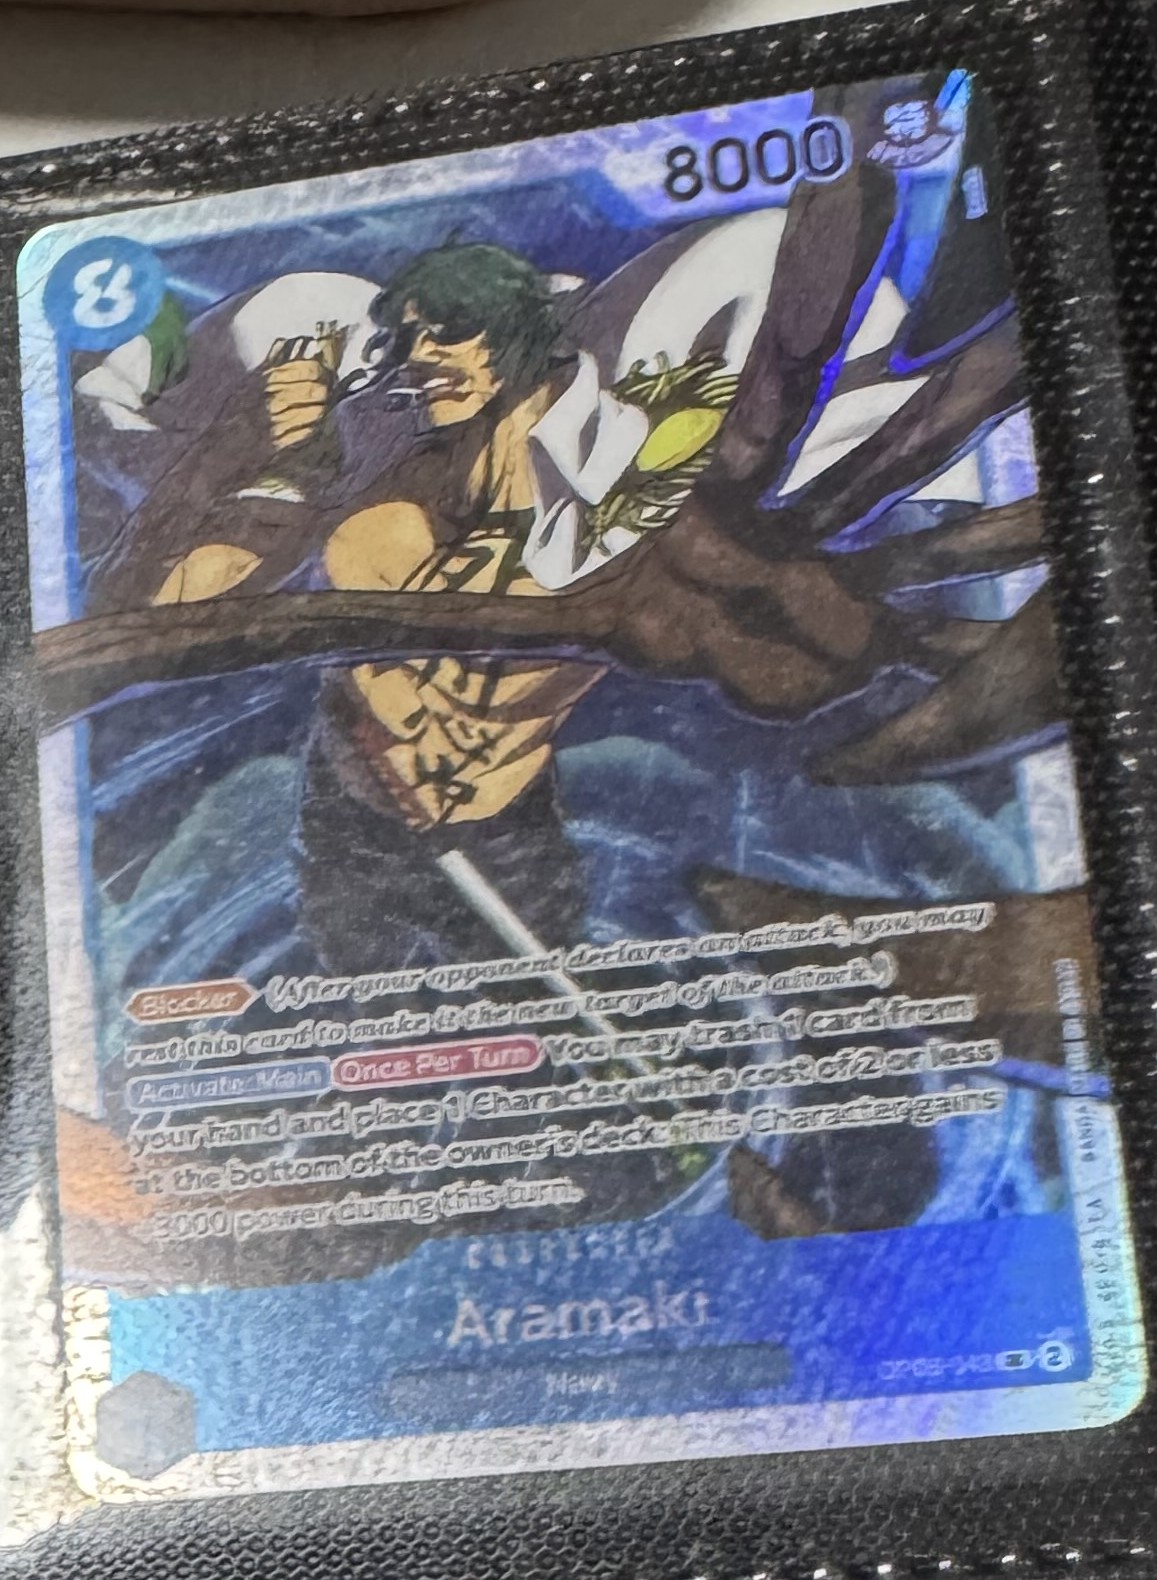 8000
8
Blocker (After your opponent declares an attack, you may
rest this card to make it the new target of the attack.)
Activate: Main Once Per Turn You may trash 1 card from
your hand and place 1 Character with a cost of 2 or less
at the bottom of the owner's deck: This Character gains
3000 power during this turn.
CHARACTER
Aramaki
Navy
2
BANDAI